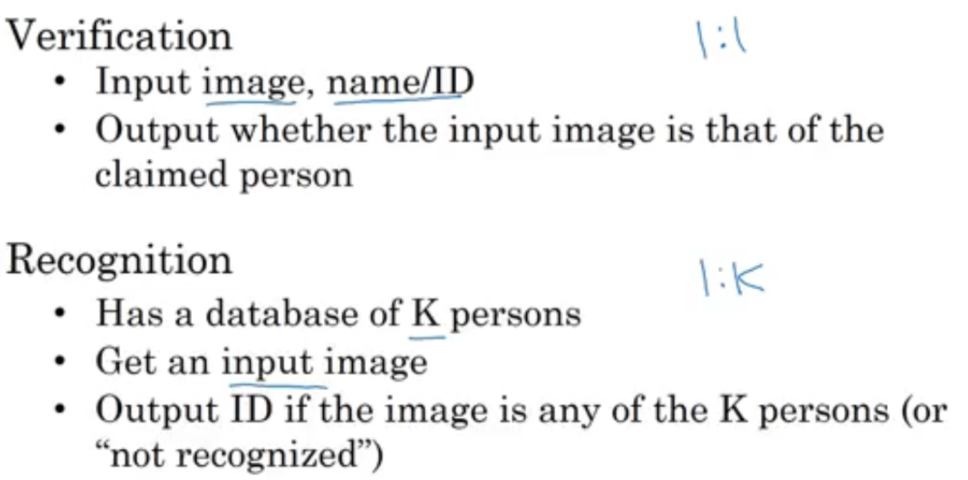 Verification 1:1
• Input image, name/ID
• Output whether the input image is that of the
claimed person
Recognition 1:K
• Has a database of K persons
• Get an input image
• Output ID if the image is any of the K persons (or
“not recognized”)